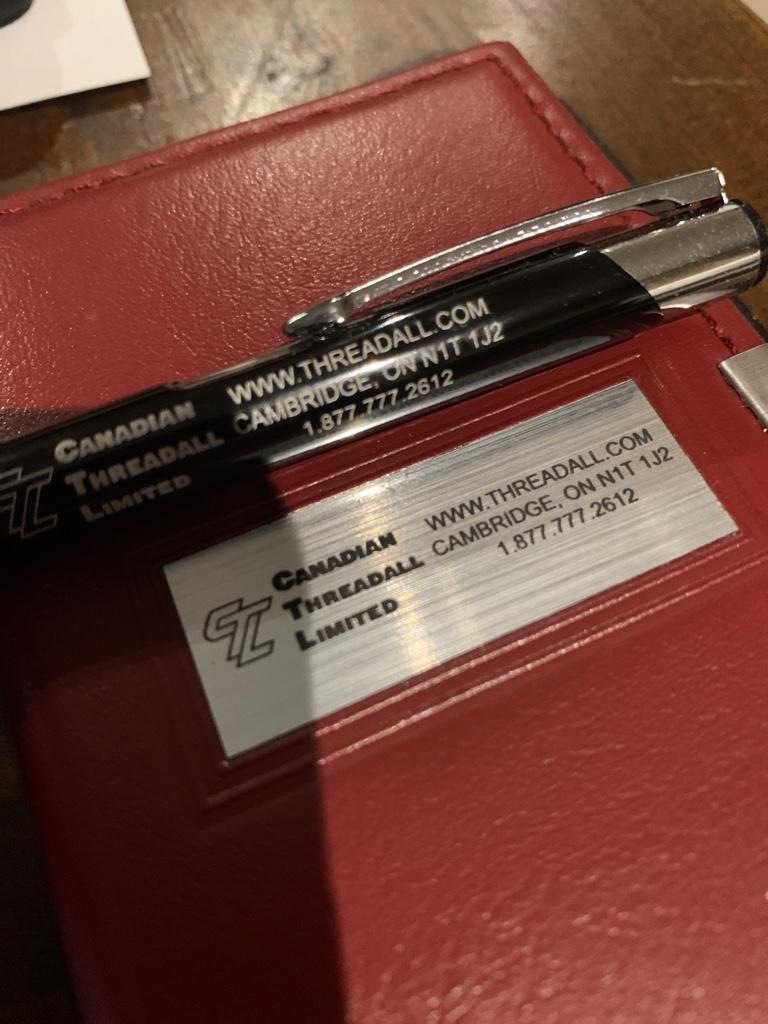 WWW.THREADALL.COM
CAMBRIDGE, ON N1T 1J2
1.877.777.2612
CTL
CANADIAN
THREADALL
LIMITED
WWW.THREADALL.COM
CAMBRIDGE, ON N1T 1J2
1.877.777.2612
CTL
CANADIAN
THREADALL
LIMITED